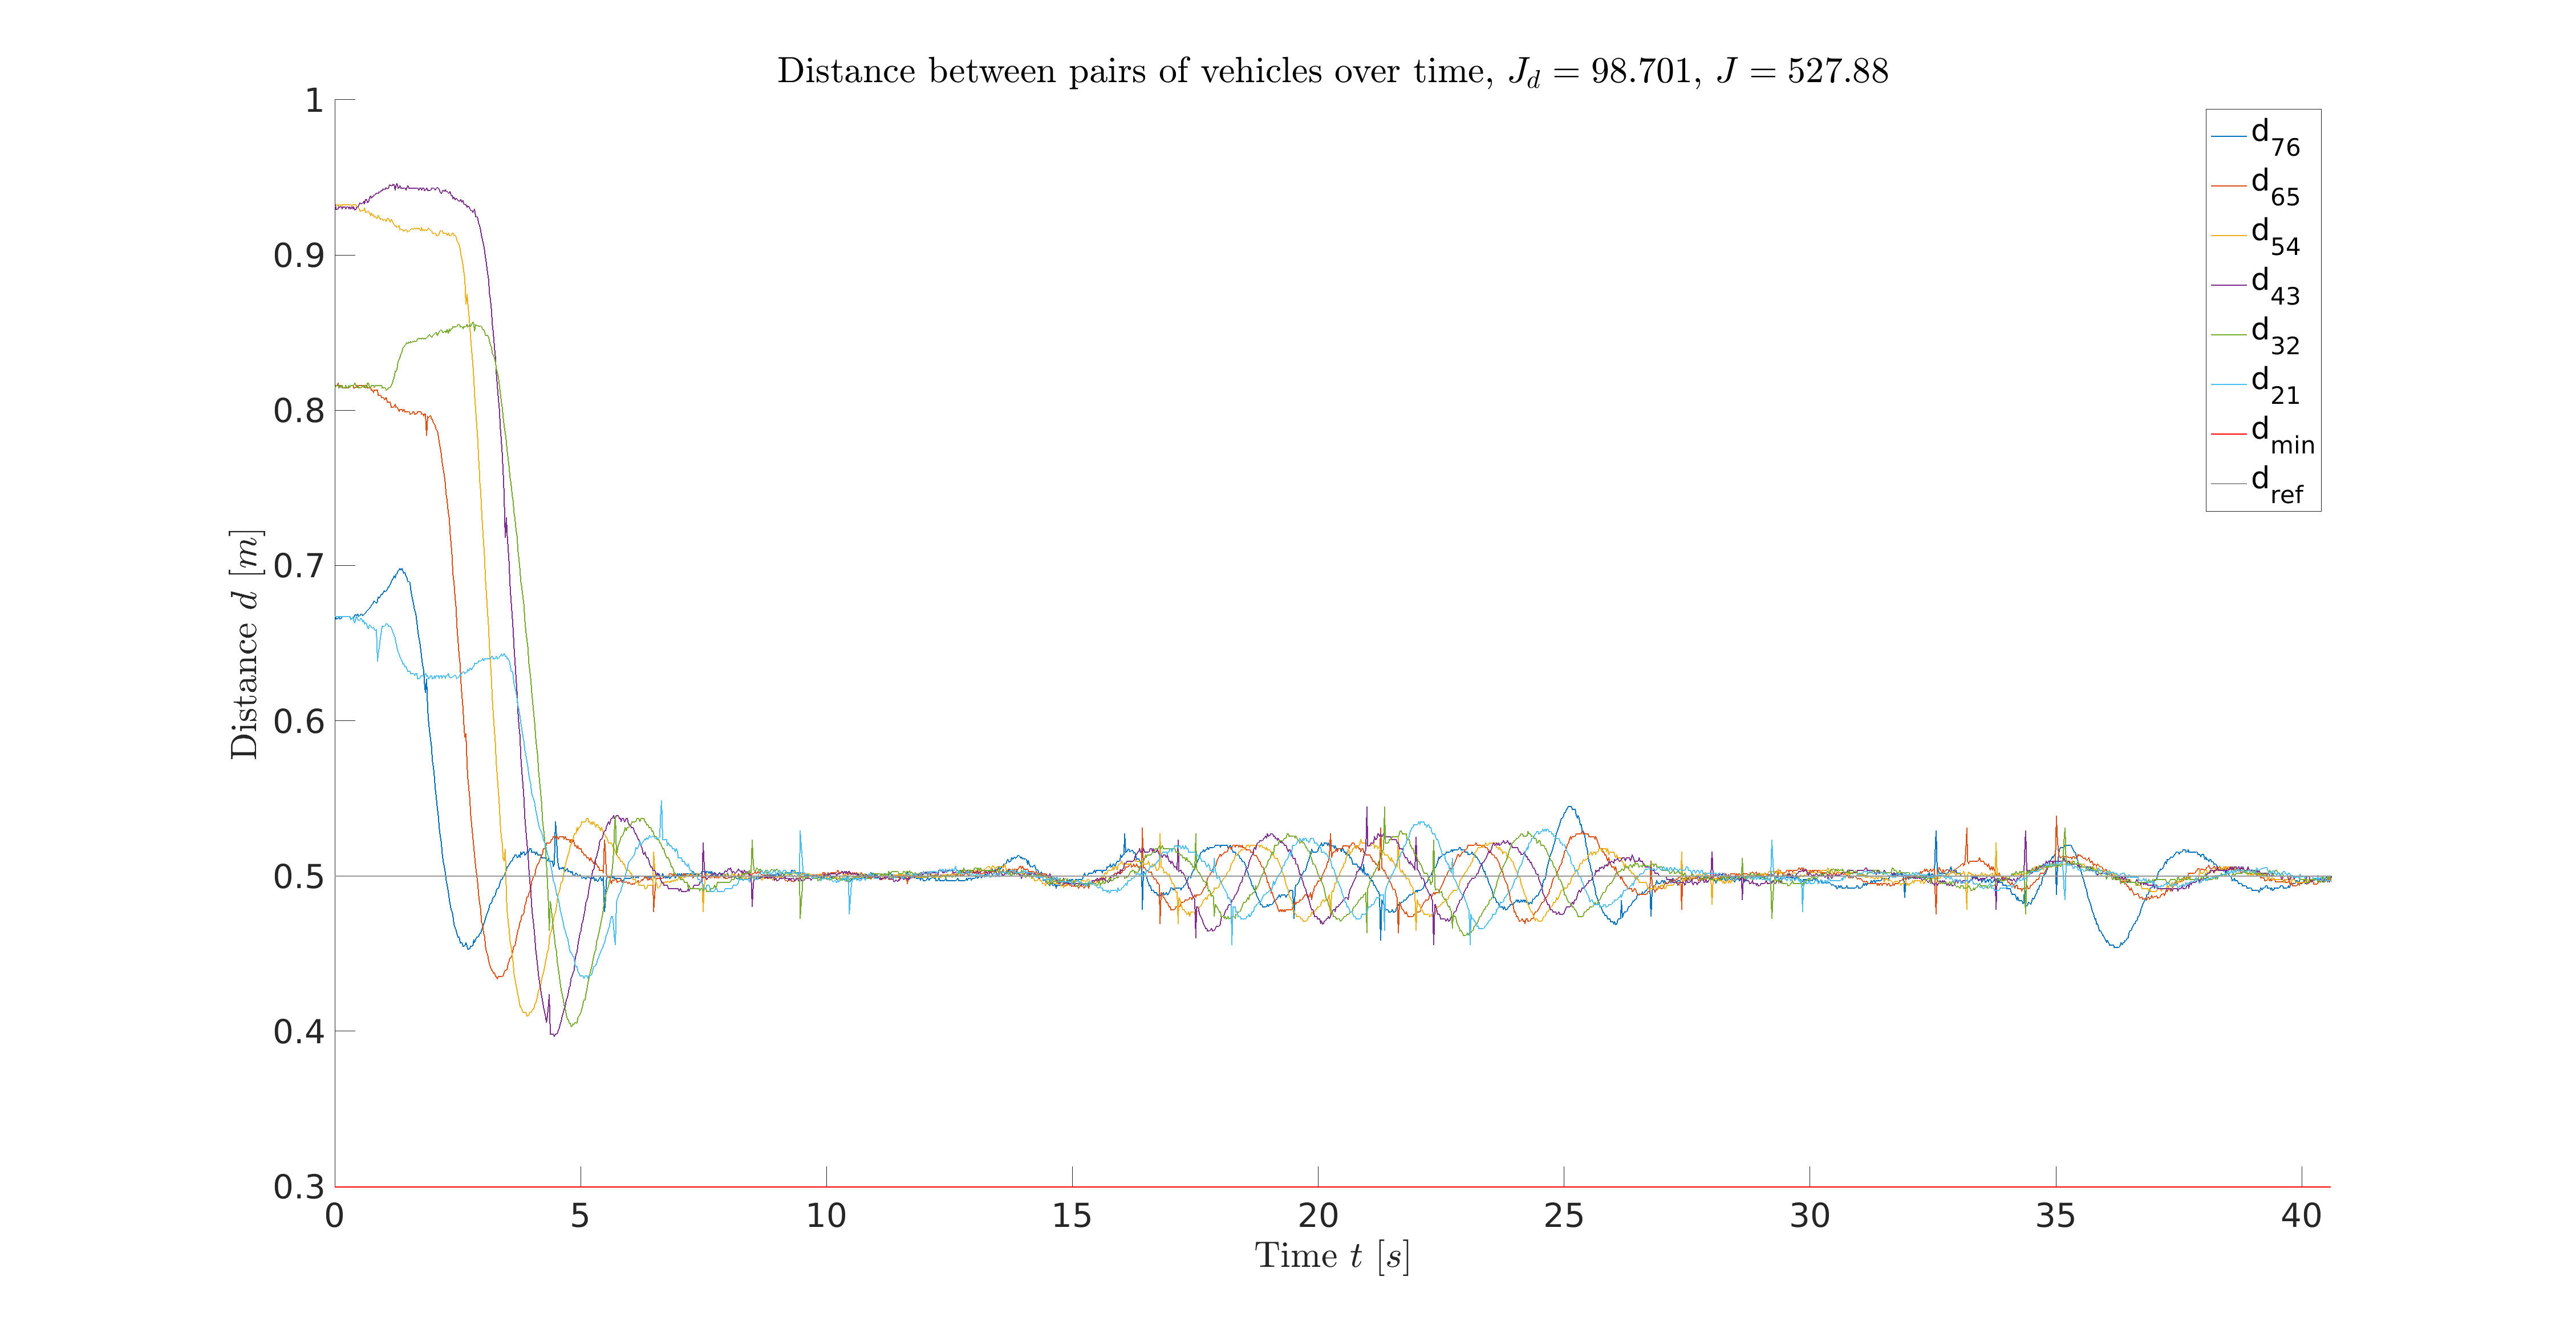 Distance between pairs of vehicles over time, J_d = 98.701, J = 527.88
1
0.9
0.8
0.7
0.6
0.5
0.4
0.3
Distance d [m]
0 5 10 15 20 25 30 35 40
Time t [s]
d_76
d_65
d_54
d_43
d_32
d_21
d_min
d_ref